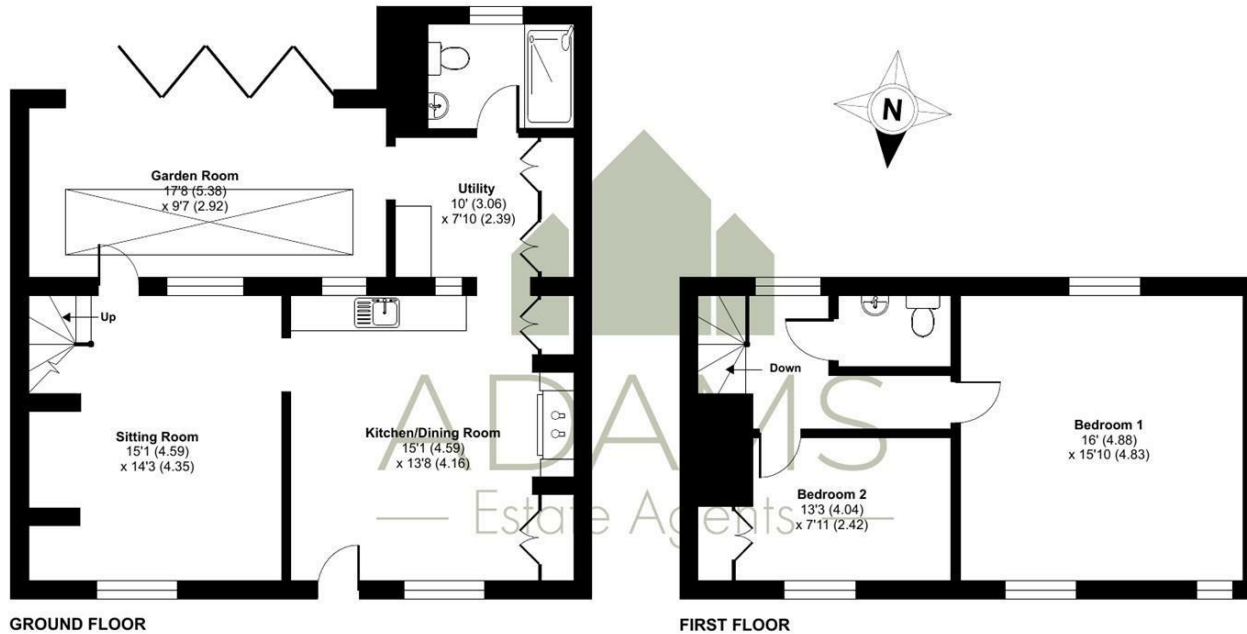 Garden Room
17'8 (5.38)
x 9'7 (2.92)
Utility
10' (3.06)
x 7'10 (2.39)
N
Up
Sitting Room
15'1 (4.59)
x 14'3 (4.35)
Kitchen/Dining Room
15'1 (4.59)
x 13'8 (4.16)
Down
Bedroom 1
16' (4.88)
x 15'10 (4.83)
Bedroom 2
13'3 (4.04)
x 7'11 (2.42)
ADAMS
Estate Agents
GROUND FLOOR
FIRST FLOOR